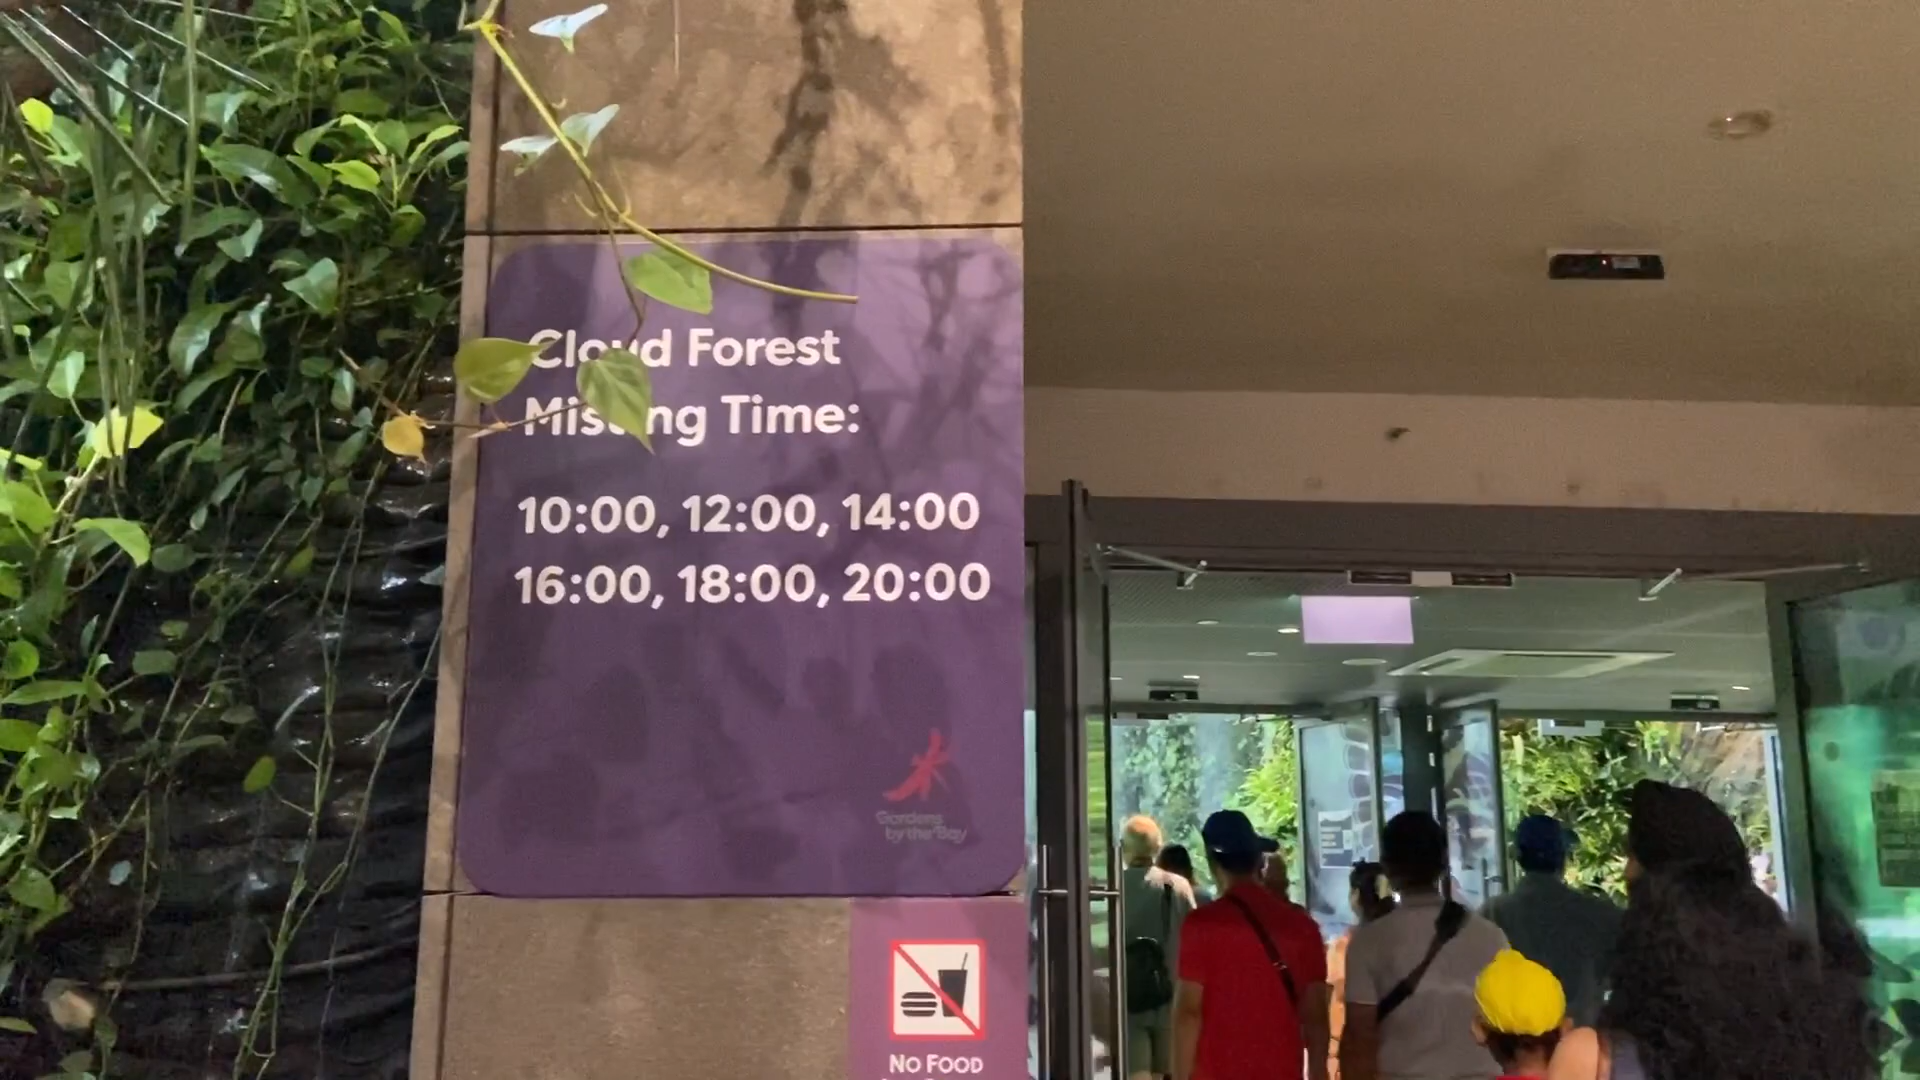 Cloud Forest
Misting Time:
10:00, 12:00, 14:00
16:00, 18:00, 20:00
Gardens
by the Bay
No Food